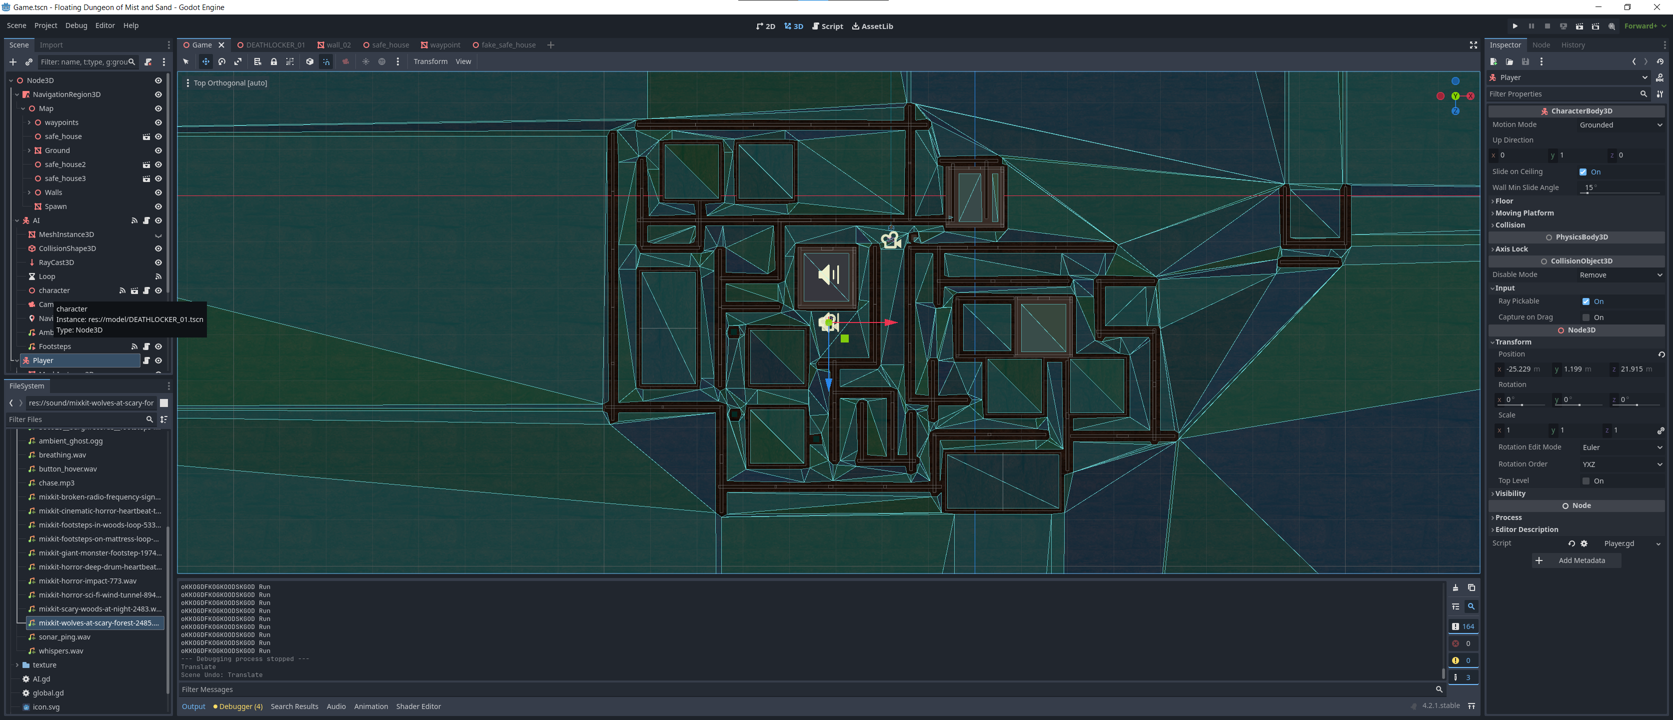 Game.tscn - Floating Dungeon of Mist and Sand - Godot Engine
Scene Project Debug Editor Help
2D 3D Script AssetLib
Forward+
Scene Import
Filter: name, t:type, g:grou
Node3D
NavigationRegion3D
Map
waypoints
safe_house
Ground
safe_house2
safe_house3
Walls
Spawn
AI
MeshInstance3D
CollisionShape3D
RayCast3D
Loop
character
Cam
Navi
Amb
Footsteps
Player
character
Instance: res://model/DEATHLOCKER_01.tscn
Type: Node3D
FileSystem
res://sound/mixkit-wolves-at-scary-for
Filter Files
ambient_ghost.ogg
breathing.wav
button_hover.wav
chase.mp3
mixkit-broken-radio-frequency-sign...
mixkit-cinematic-horror-heartbeat-t...
mixkit-footsteps-in-woods-loop-533...
mixkit-footsteps-on-mattress-loop-...
mixkit-giant-monster-footstep-1974...
mixkit-horror-deep-drum-heartbeat...
mixkit-horror-impact-773.wav
mixkit-horror-sci-fi-wind-tunnel-894...
mixkit-scary-woods-at-night-2483.w...
mixkit-wolves-at-scary-forest-2485....
sonar_ping.wav
whispers.wav
texture
AI.gd
global.gd
icon.svg
Game DEATHLOCKER_01 wall_02 safe_house waypoint fake_safe_house
Transform View
Top Orthogonal [auto]
Y X
oKKOGDFKOGKOODSKGOD Run
oKKOGDFKOGKOODSKGOD Run
oKKOGDFKOGKOODSKGOD Run
oKKOGDFKOGKOODSKGOD Run
oKKOGDFKOGKOODSKGOD Run
oKKOGDFKOGKOODSKGOD Run
oKKOGDFKOGKOODSKGOD Run
oKKOGDFKOGKOODSKGOD Run
oKKOGDFKOGKOODSKGOD Run
--- Debugging process stopped ---
Translate
Scene Undo: Translate
164
0
0
3
Filter Messages
Output Debugger (4) Search Results Audio Animation Shader Editor
4.2.1.stable
Inspector Node History
Player
Filter Properties
CharacterBody3D
Motion Mode Grounded
Up Direction
x 0 y 1 z 0
Slide on Ceiling On
Wall Min Slide Angle 15 °
Floor
Moving Platform
Collision
PhysicsBody3D
Axis Lock
CollisionObject3D
Disable Mode Remove
Input
Ray Pickable On
Capture on Drag On
Node3D
Transform
Position
x -25.229 m y 1.199 m z 21.915 m
Rotation
x 0 ° y 0 ° z 0 °
Scale
x 1 y 1 z 1
Rotation Edit Mode Euler
Rotation Order YXZ
Top Level On
Visibility
Node
Process
Editor Description
Script Player.gd
Add Metadata